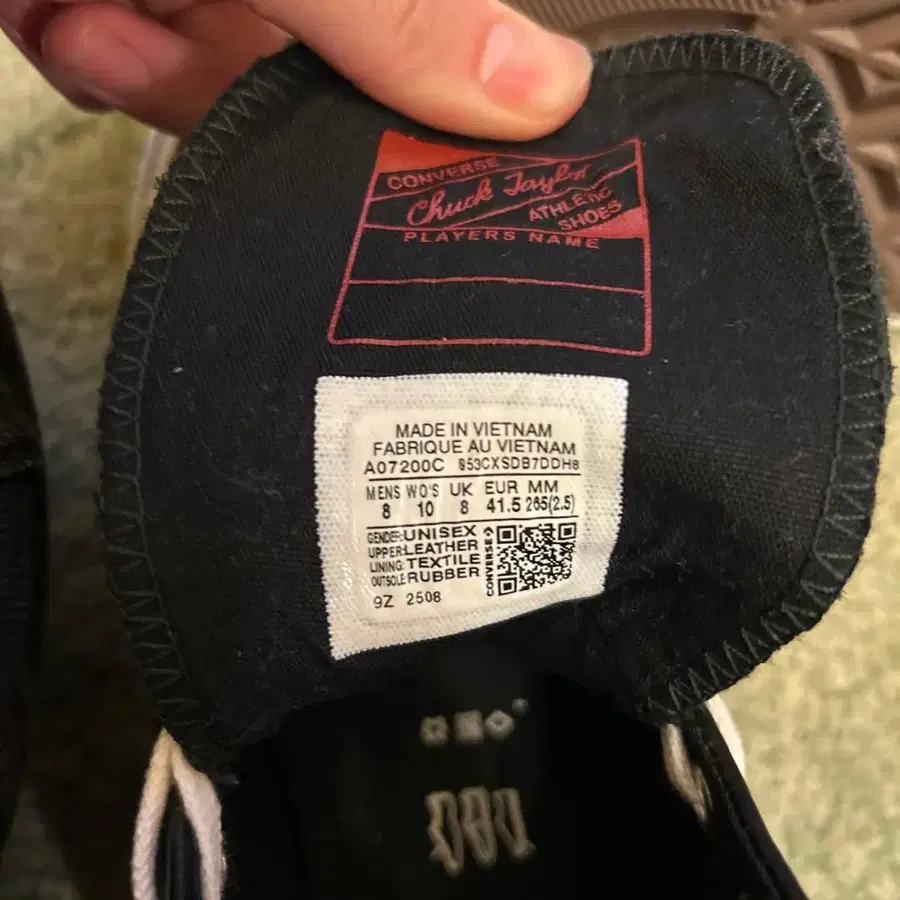 CONVERSE
Chuck Taylor
ATHLETIC
SHOES
PLAYERS NAME
MADE IN VIETNAM
FABRIQUE AU VIETNAM
A07200C 953CXSDB7DDH8
MENS WO'S UK EUR MM
8 10 8 41.5 265(2.5)
GENDER:UNISEX
UPPER:LEATHER
LINING:TEXTILE
OUTSOLE:RUBBER
CONVERSE
9Z 2508